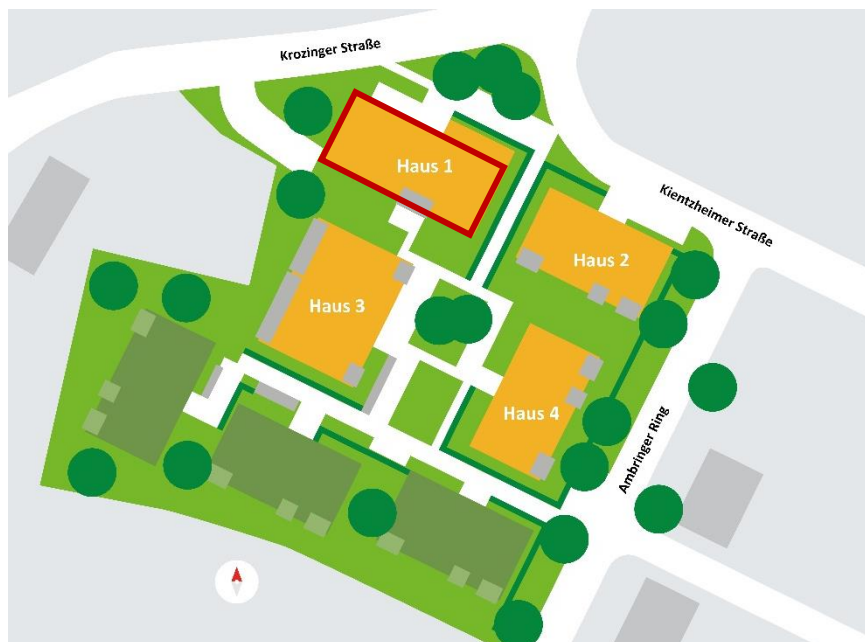 Krozinger Straße
Haus 1
Kientzheimer Straße
Haus 2
Haus 3
Haus 4
Ambringer Ring